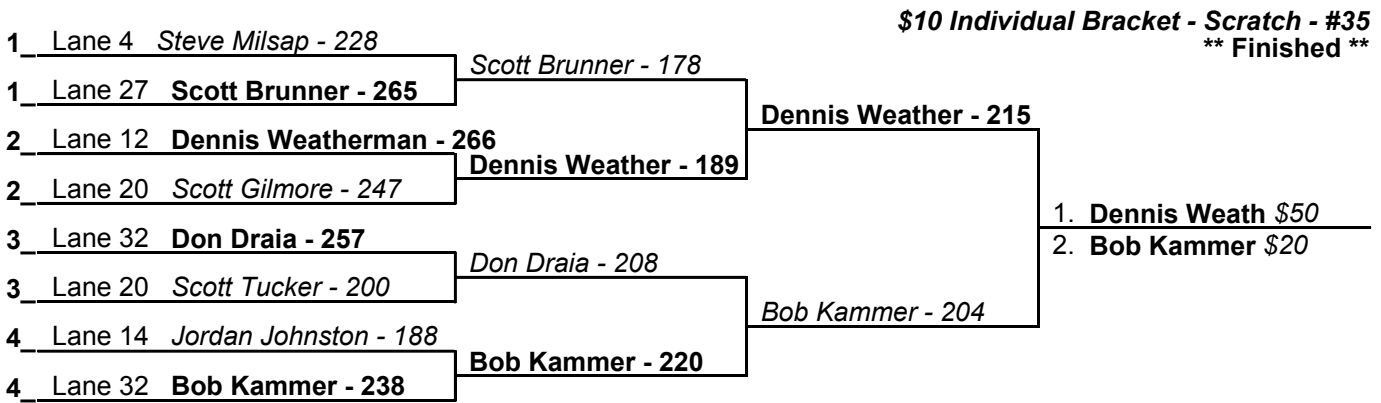 $10 Individual Bracket - Scratch - #35
** Finished **
1_ Lane 4 Steve Milsap - 228
1_ Lane 27 Scott Brunner - 265
2_ Lane 12 Dennis Weatherman - 266
2_ Lane 20 Scott Gilmore - 247
3_ Lane 32 Don Draia - 257
3_ Lane 20 Scott Tucker - 200
4_ Lane 14 Jordan Johnston - 188
4_ Lane 32 Bob Kammer - 238
Scott Brunner - 178
Dennis Weather - 189
Don Draia - 208
Bob Kammer - 220
Dennis Weather - 215
Bob Kammer - 204
1. Dennis Weath $50
2. Bob Kammer $20